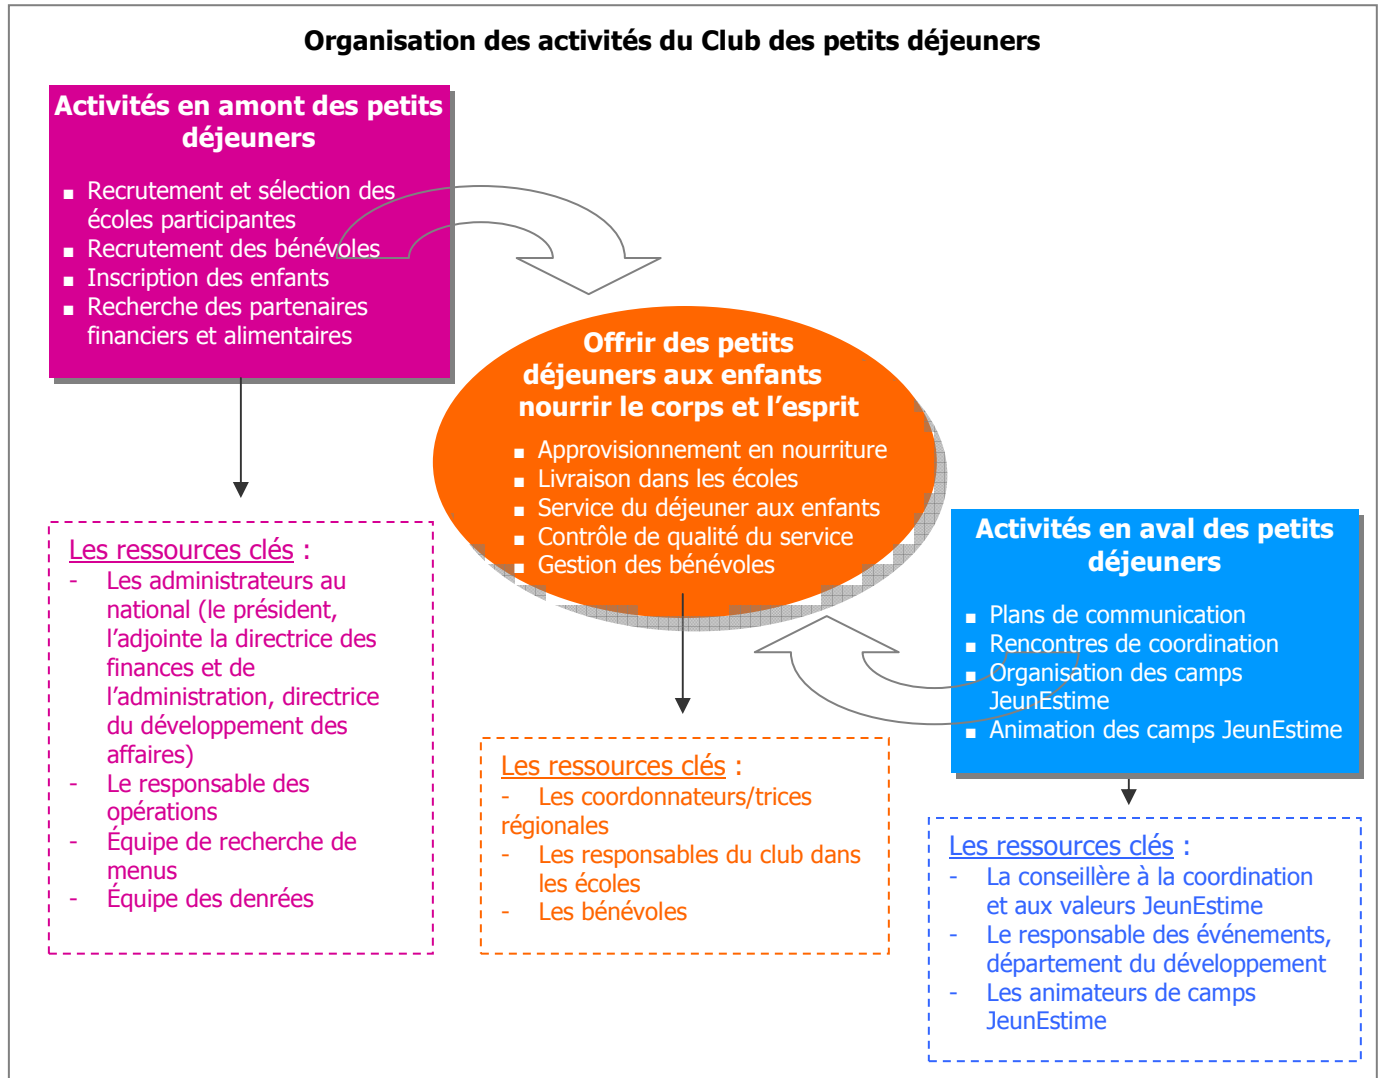 Organisation des activités du Club des petits déjeuners
Activités en amont des petits
déjeuners
▪ Recrutement et sélection des
écoles participantes
▪ Recrutement des bénévoles
▪ Inscription des enfants
▪ Recherche des partenaires
financiers et alimentaires
Offrir des petits
déjeuners aux enfants
nourrir le corps et l’esprit
▪ Approvisionnement en nourriture
▪ Livraison dans les écoles
▪ Service du déjeuner aux enfants
▪ Contrôle de qualité du service
▪ Gestion des bénévoles
Activités en aval des petits
déjeuners
▪ Plans de communication
▪ Rencontres de coordination
▪ Organisation des camps
JeunEstime
▪ Animation des camps JeunEstime
Les ressources clés :
- Les administrateurs au
national (le président,
l’adjointe la directrice des
finances et de
l’administration, directrice
du développement des
affaires)
- Le responsable des
opérations
- Équipe de recherche de
menus
- Équipe des denrées
Les ressources clés :
- Les coordonnateurs/trices
régionales
- Les responsables du club dans
les écoles
- Les bénévoles
Les ressources clés :
- La conseillère à la coordination
et aux valeurs JeunEstime
- Le responsable des événements,
département du développement
- Les animateurs de camps
JeunEstime